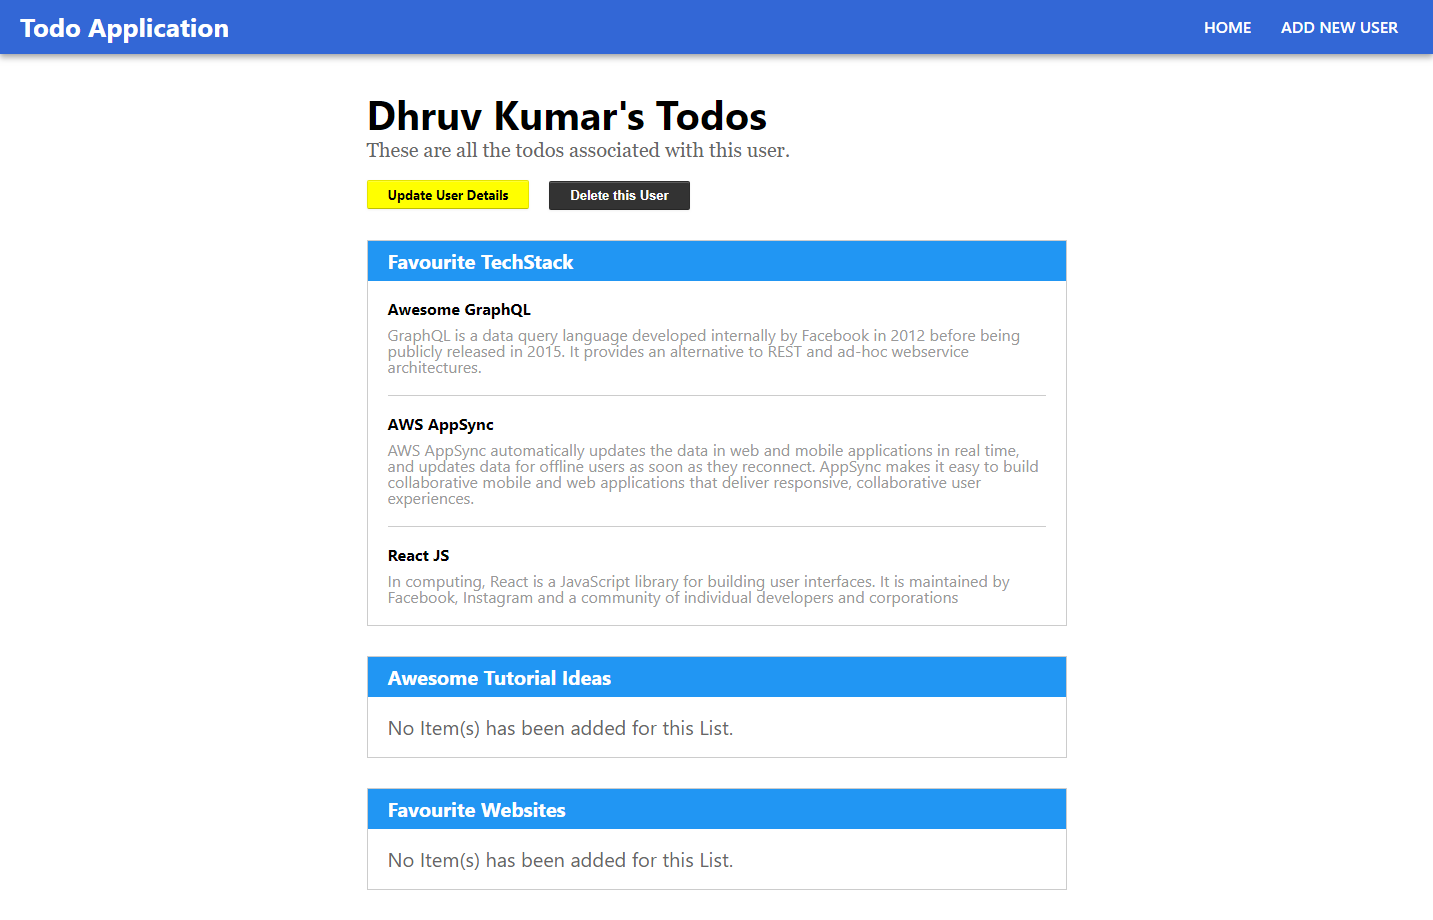 Todo Application
HOME
ADD NEW USER
Dhruv Kumar's Todos
These are all the todos associated with this user.
Update User Details
Delete this User
Favourite TechStack
Awesome GraphQL
GraphQL is a data query language developed internally by Facebook in 2012 before being
publicly released in 2015. It provides an alternative to REST and ad-hoc webservice
architectures.
AWS AppSync
AWS AppSync automatically updates the data in web and mobile applications in real time,
and updates data for offline users as soon as they reconnect. AppSync makes it easy to build
collaborative mobile and web applications that deliver responsive, collaborative user
experiences.
React JS
In computing, React is a JavaScript library for building user interfaces. It is maintained by
Facebook, Instagram and a community of individual developers and corporations
Awesome Tutorial Ideas
No Item(s) has been added for this List.
Favourite Websites
No Item(s) has been added for this List.